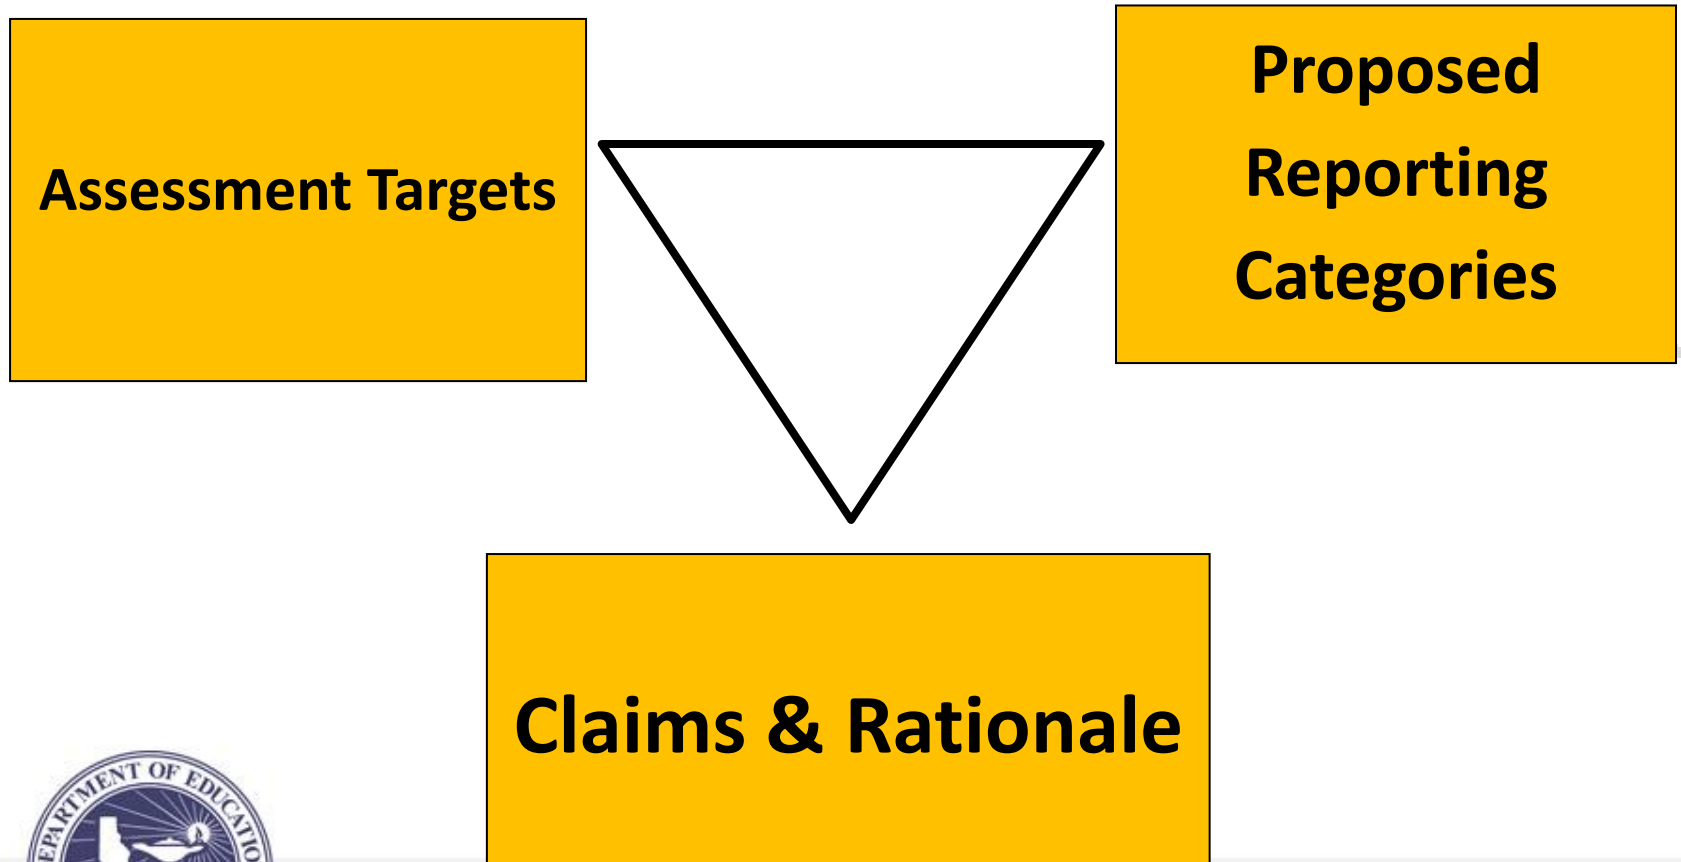 Assessment Targets
Proposed
Reporting
Categories
Claims & Rationale